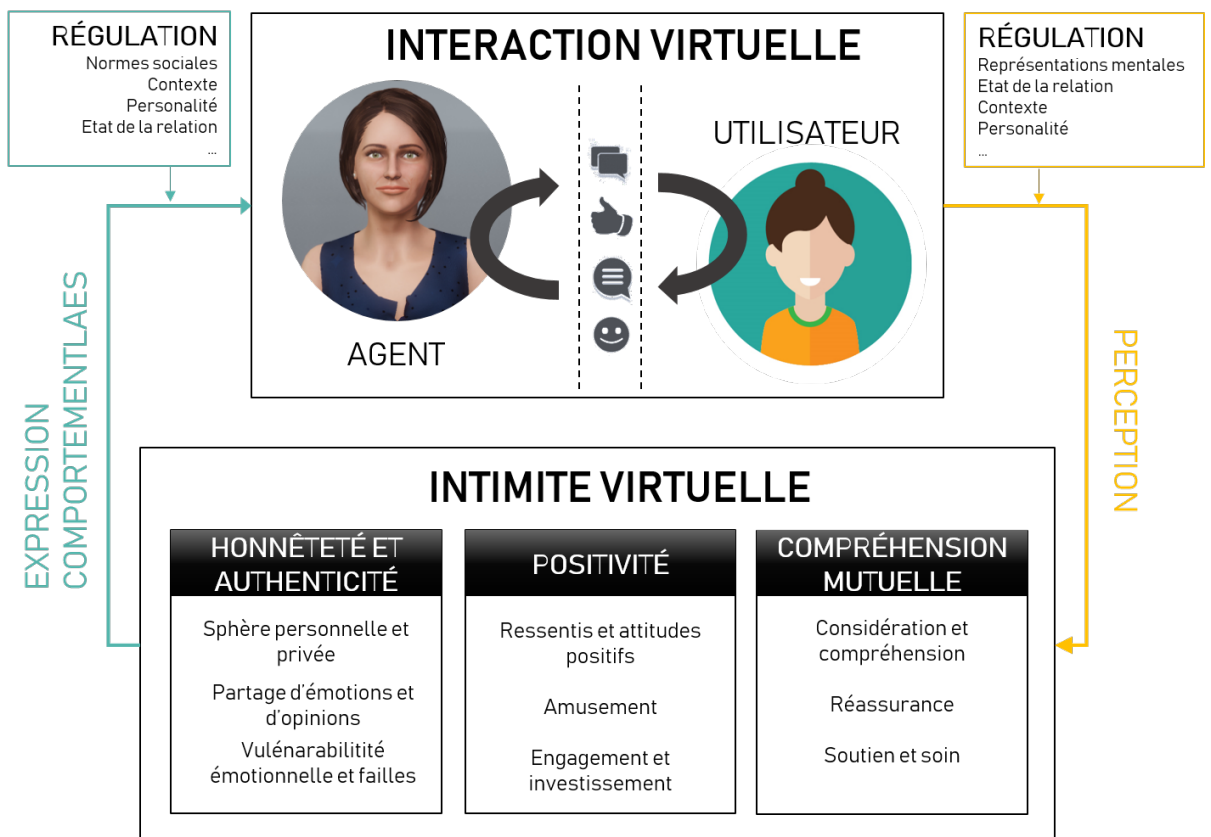 RÉGULATION
Normes sociales
Contexte
Personalité
Etat de la relation
...
INTERACTION VIRTUELLE
AGENT
UTILISATEUR
RÉGULATION
Représentations mentales
Etat de la relation
Contexte
Personalité
...
EXPRESSION
COMPORTEMENTLAES
PERCEPTION
INTIMITE VIRTUELLE
HONNÊTETÉ ET
AUTHENTICITÉ
Sphère personnelle et
privée
Partage d'émotions et
d'opinions
Vulénarabilitité
émotionnelle et failles
POSITIVITÉ
Ressentis et attitudes
positifs
Amusement
Engagement et
investissement
COMPRÉHENSION
MUTUELLE
Considération et
compréhension
Réassurance
Soutien et soin